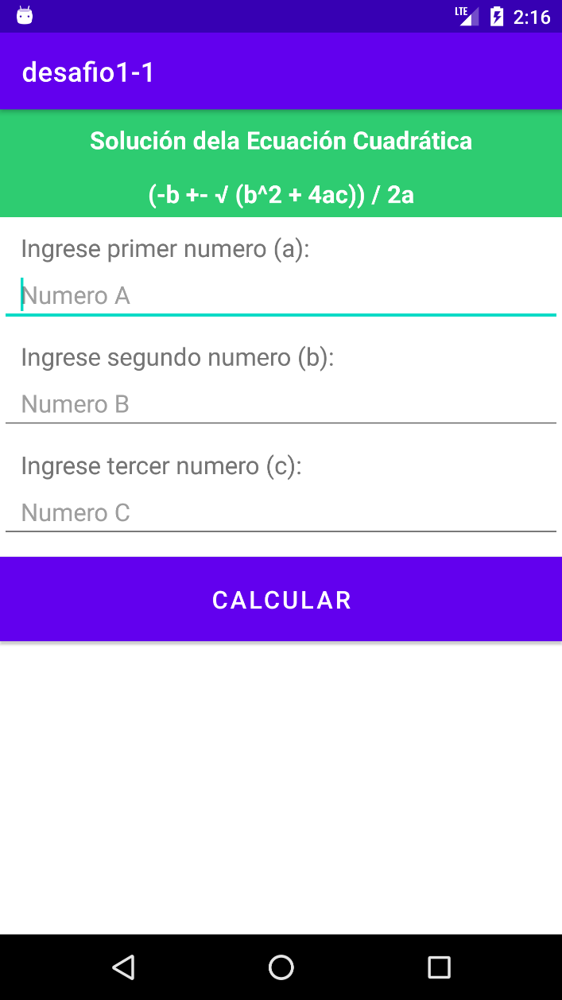 LTE 2:16
desafio1-1
Solución dela Ecuación Cuadrática
(-b +- √ (b^2 + 4ac)) / 2a
Ingrese primer numero (a):
Numero A
Ingrese segundo numero (b):
Numero B
Ingrese tercer numero (c):
Numero C
CALCULAR